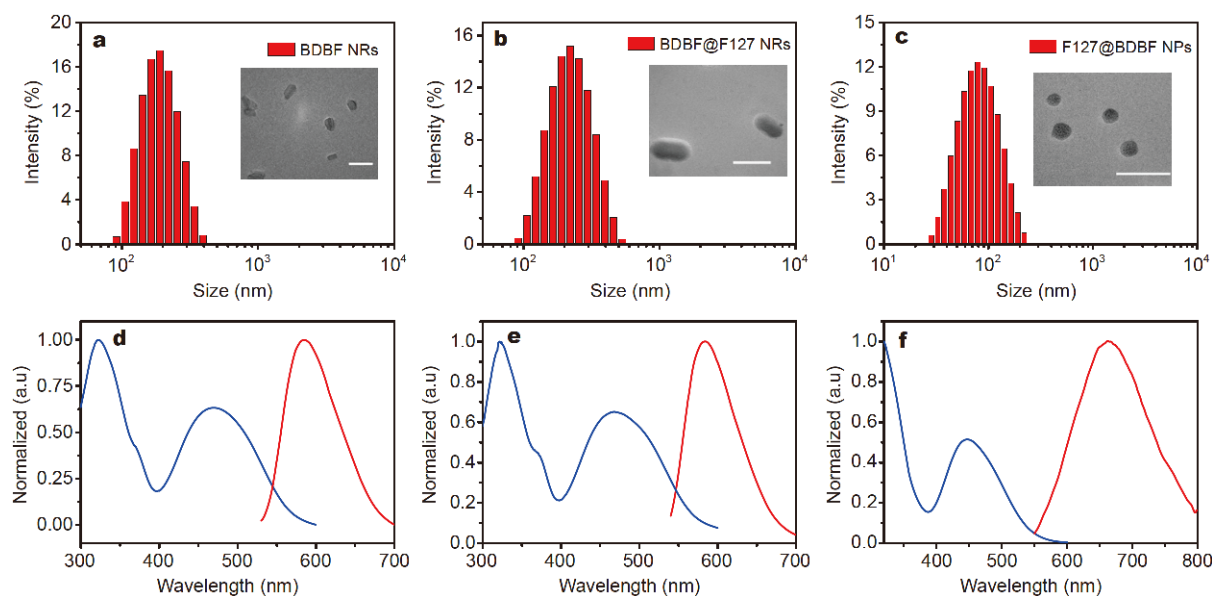 a
BDBF NRs
Intensity (%)
20
16
12
8
4
0
10² 10³ 10⁴
Size (nm)
b
BDBF@F127 NRs
Intensity (%)
16
12
8
4
0
10² 10³ 10⁴
Size (nm)
c
F127@BDBF NPs
Intensity (%)
15
12
9
6
3
0
10¹ 10² 10³ 10⁴
Size (nm)
d
Normalized (a.u)
1.00
0.75
0.50
0.25
0.00
300 400 500 600 700
Wavelength (nm)
e
Normalized (a.u)
1.0
0.8
0.6
0.4
0.2
0.0
300 400 500 600 700
Wavelength (nm)
f
Normalized (a.u)
1.0
0.8
0.6
0.4
0.2
0.0
400 500 600 700 800
Wavelength (nm)